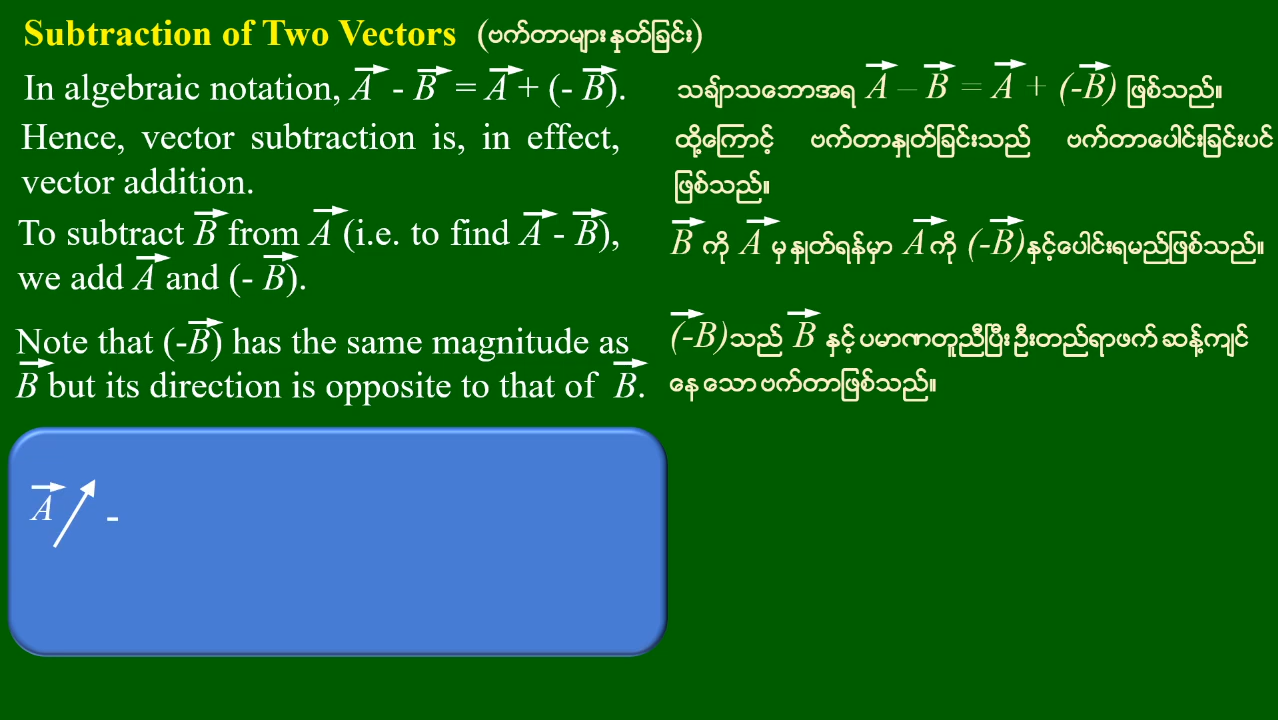 Subtraction of Two Vectors (ဗက်တာများနှုတ်ခြင်း)
In algebraic notation, A⃗ - B⃗ = A⃗ + (- B⃗).
Hence, vector subtraction is, in effect,
vector addition.
To subtract B⃗ from A⃗ (i.e. to find A⃗ - B⃗),
we add A⃗ and (- B⃗).
Note that (-B⃗) has the same magnitude as
B⃗ but its direction is opposite to that of B⃗.
သင်္ချာသဘောအရ A⃗ – B⃗ = A⃗ + (-B⃗) ဖြစ်သည်။
ထို့ကြောင့် ဗက်တာနှုတ်ခြင်းသည် ဗက်တာပေါင်းခြင်းပင်
ဖြစ်သည်။
B⃗ ကို A⃗ မှ နှုတ်ရန်မှာ A⃗ ကို (-B⃗) နှင့်ပေါင်းရမည်ဖြစ်သည်။
(-B⃗) သည် B⃗ နှင့် ပမာဏတူညီပြီး ဦးတည်ရာဖက် ဆန့်ကျင်
နေ သော ဗက်တာဖြစ်သည်။
A⃗ -